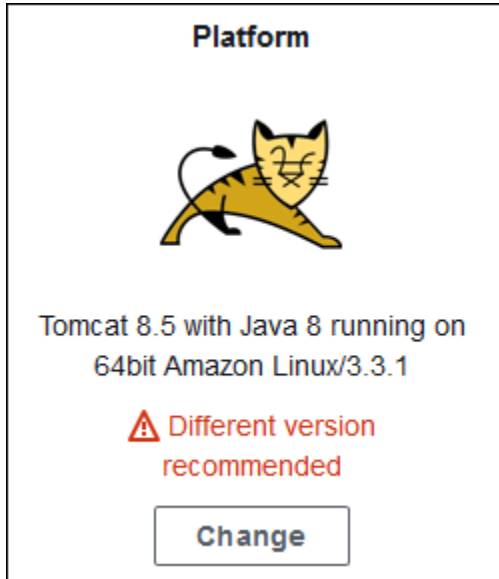 Platform
Tomcat 8.5 with Java 8 running on
64bit Amazon Linux/3.3.1
Different version
recommended
Change